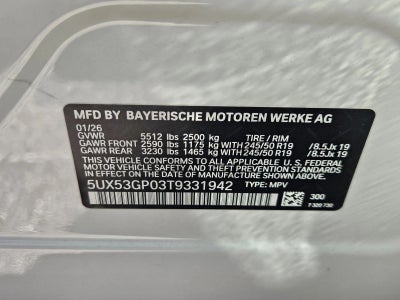 MFD BY BAYERISCHE MOTOREN WERKE AG
01/26
GVWR 5512 lbs 2500 kg TIRE / RIM
GAWR FRONT 2590 lbs 1175 kg WITH 245/50 R19 / 8.5Jx 19
GAWR REAR 3230 lbs 1465 kg WITH 245/50 R19 / 8.5Jx 19
THIS VEHICLE CONFORMS TO ALL APPLICABLE U.S. FEDERAL
MOTOR VEHICLE SAFETY, BUMPER, AND THEFT PREVENTION STANDARDS
IN EFFECT ON THE DATE OF MANUFACTURE SHOWN ABOVE.
5UX53GP03T9331942 TYPE: MPV
300